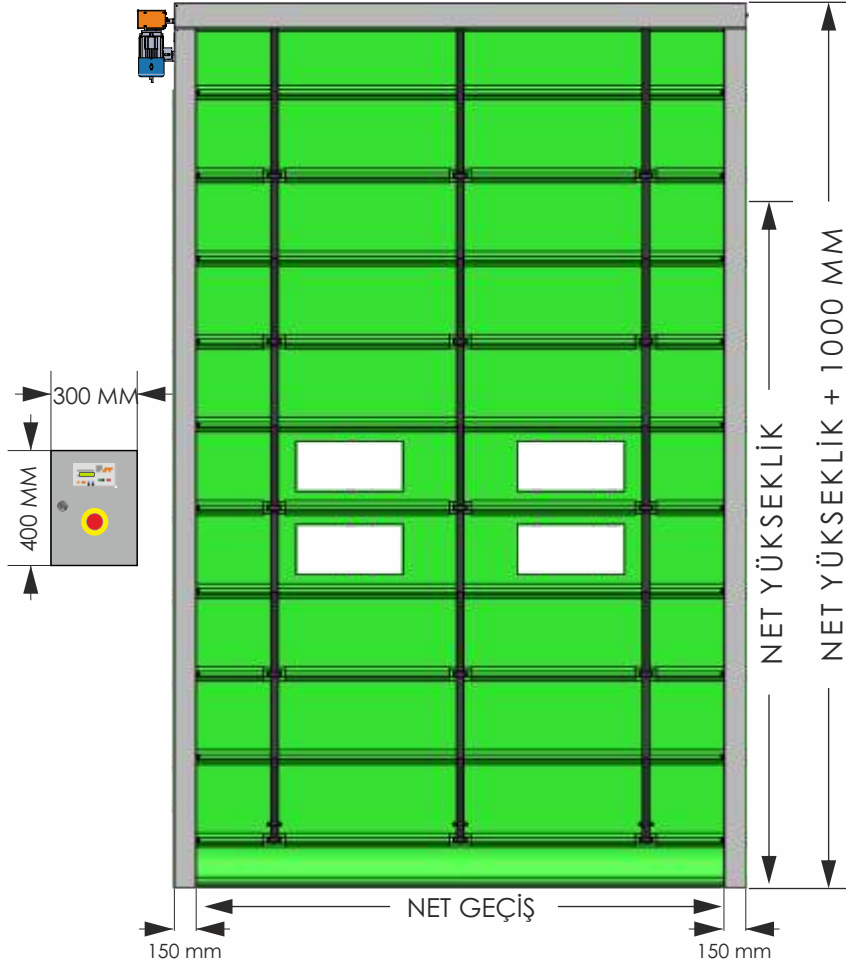 300 MM
400 MM
NET YÜKSEKLİK
NET YÜKSEKLİK + 1000 MM
NET GEÇİŞ
150 mm
150 mm